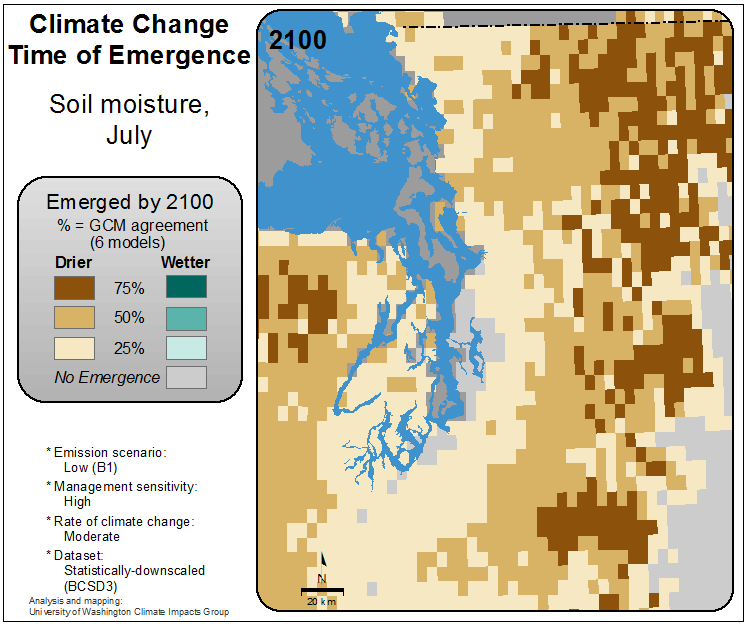 Climate Change
Time of Emergence
Soil moisture,
July
Emerged by 2100
% = GCM agreement
(6 models)
Drier Wetter
75%
50%
25%
No Emergence
* Emission scenario:
Low (B1)
* Management sensitivity:
High
* Rate of climate change:
Moderate
* Dataset:
Statistically-downscaled
(BCSD3)
Analysis and mapping:
University of Washington Climate Impacts Group
2100
N
20 km